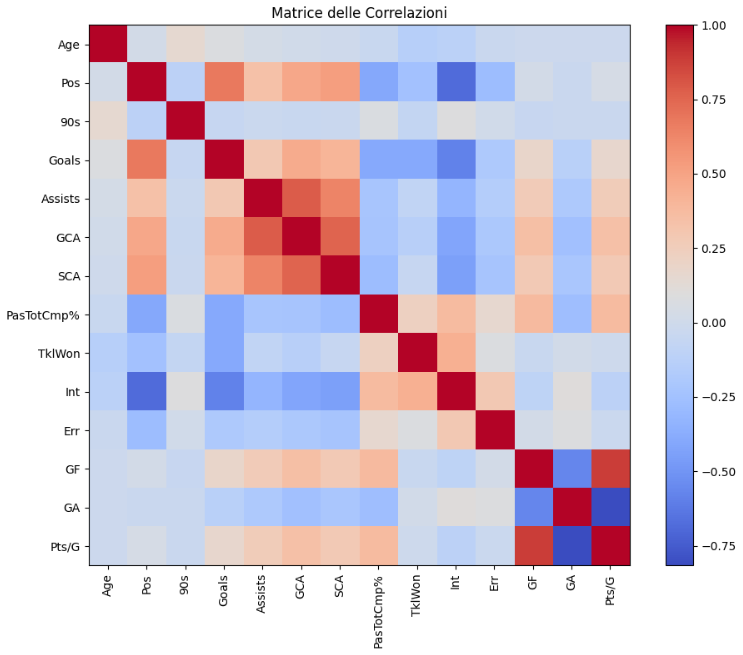 Matrice delle Correlazioni
Age
Pos
90s
Goals
Assists
GCA
SCA
PasTotCmp%
TklWon
Int
Err
GF
GA
Pts/G
Age
Pos
90s
Goals
Assists
GCA
SCA
PasTotCmp%
TklWon
Int
Err
GF
GA
Pts/G
1.00
0.75
0.50
0.25
0.00
−0.25
−0.50
−0.75